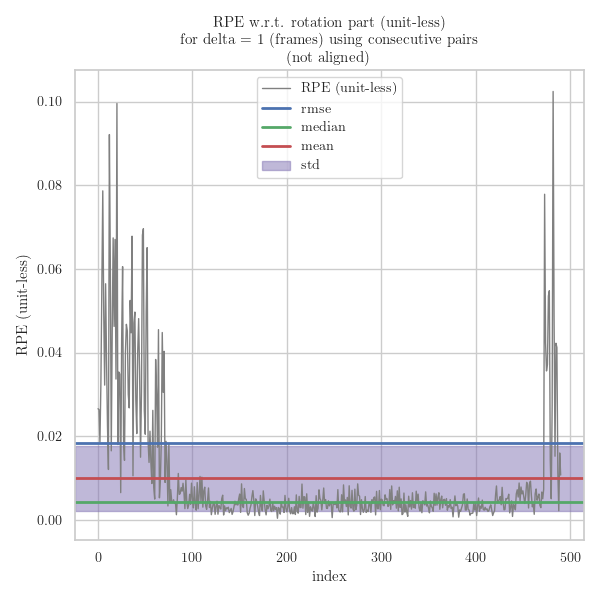 RPE w.r.t. rotation part (unit-less)
for delta = 1 (frames) using consecutive pairs
(not aligned)
RPE (unit-less)
rmse
median
mean
std
0.10
0.08
0.06
0.04
0.02
0.00
RPE (unit-less)
0 100 200 300 400 500
index